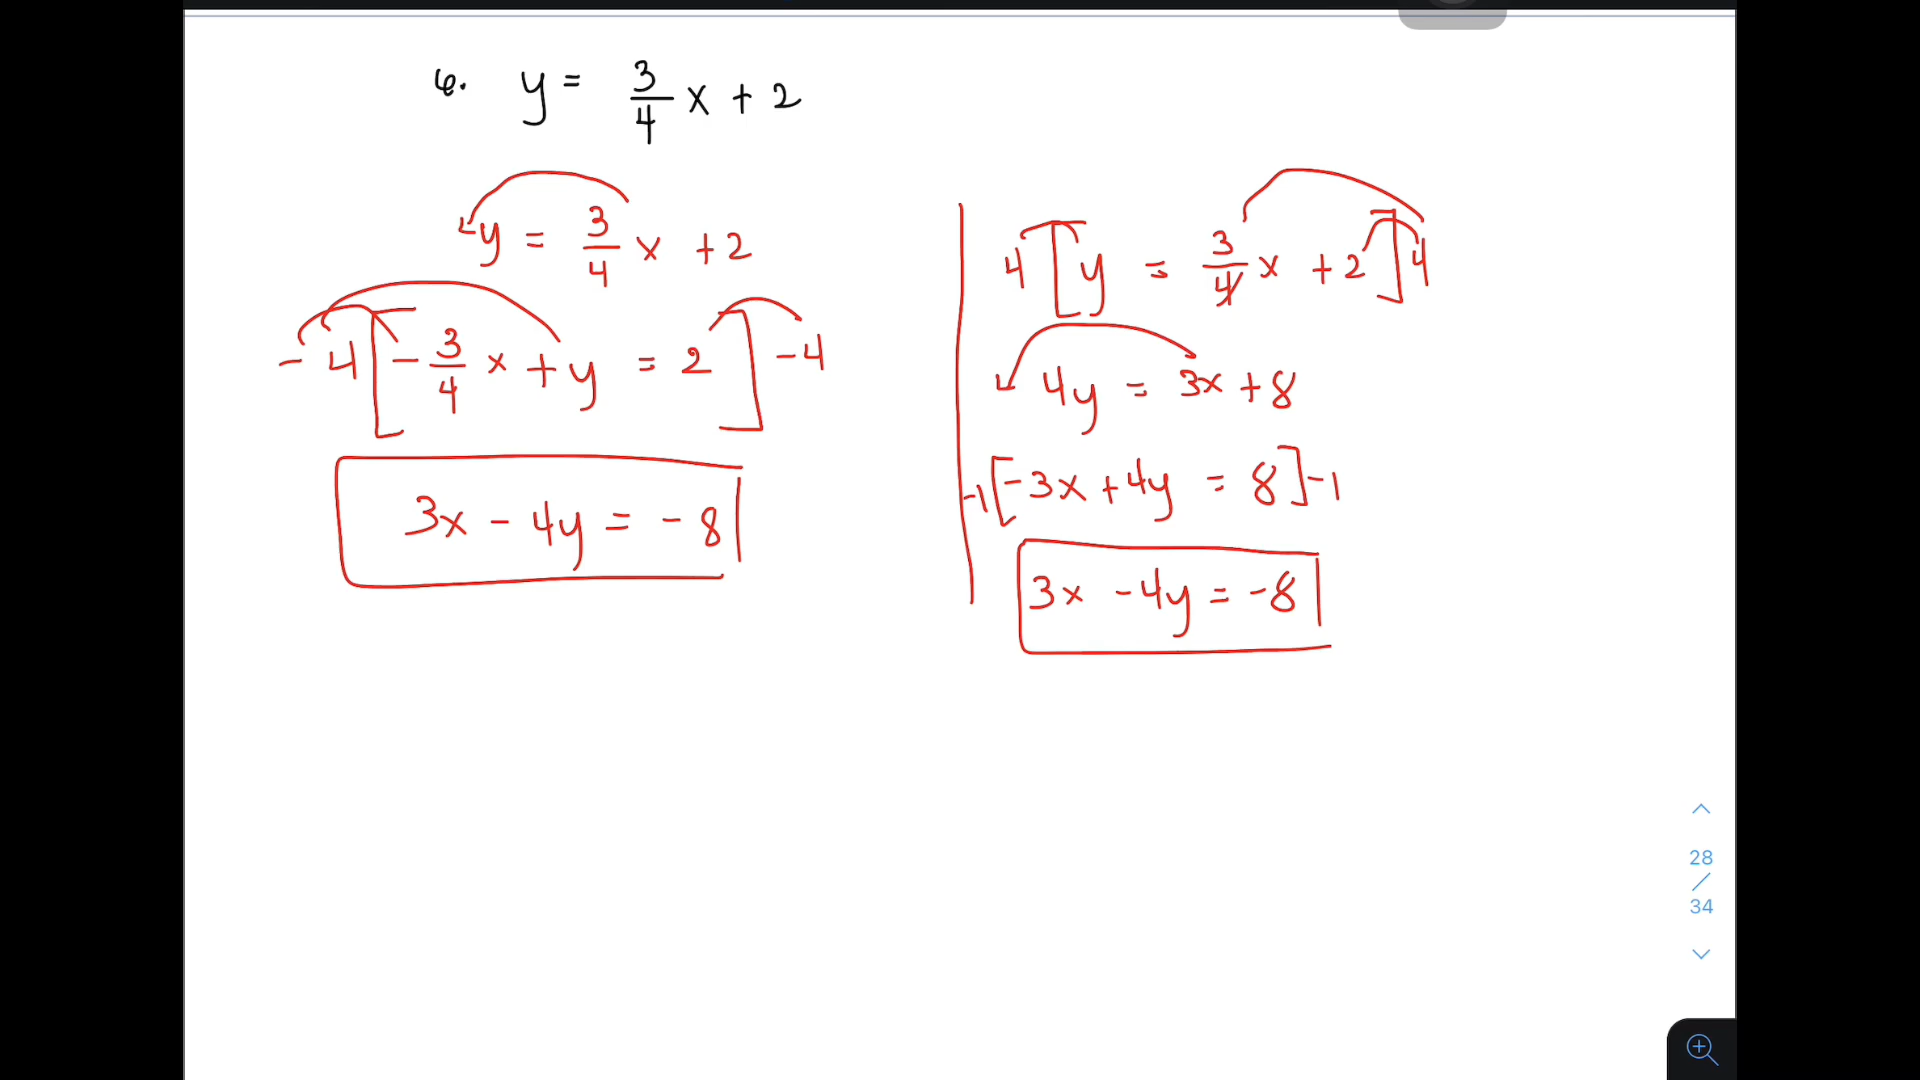 6. y = 3/4 x + 2
y = 3/4 x + 2
- 4 [ - 3/4 x + y = 2 ] - 4
3x - 4y = - 8
4 [ y = 3/4 x + 2 ] 4
4y = 3x + 8
-1 [ - 3x + 4y = 8 ] - 1
3x - 4y = - 8
28
/
34